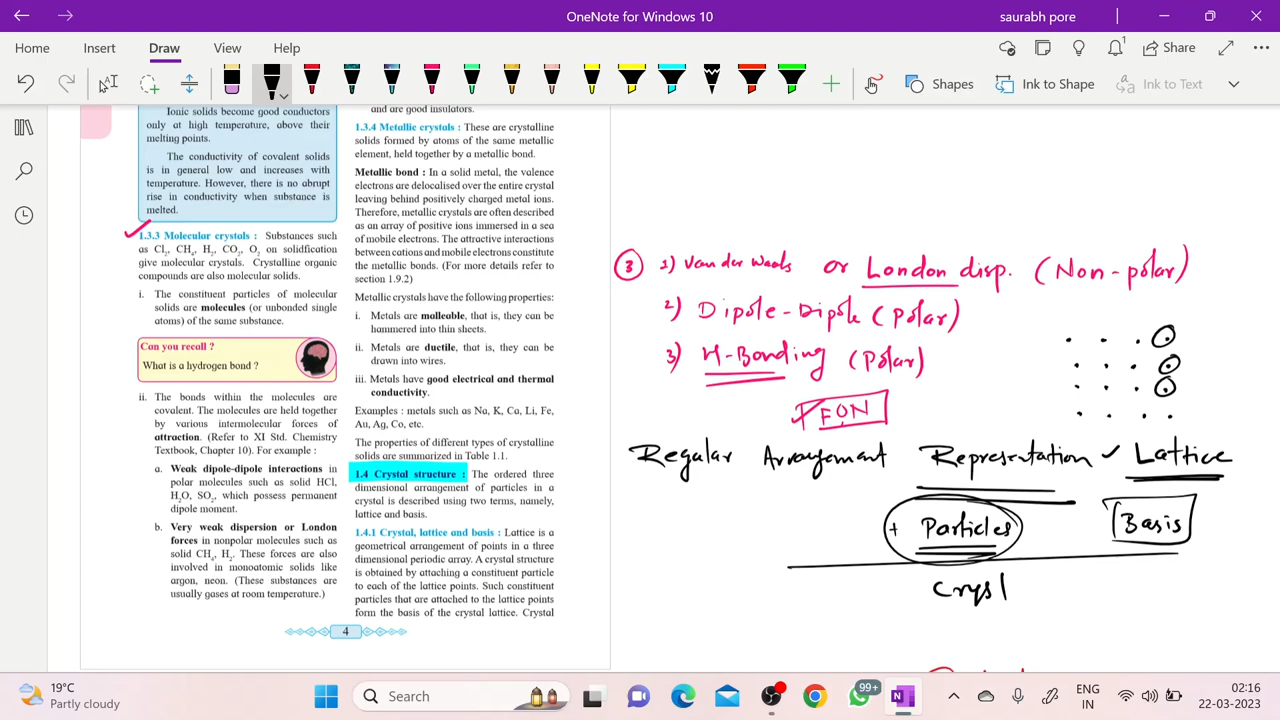 OneNote for Windows 10
saurabh pore
Home Insert Draw View Help
Share
Shapes
Ink to Shape
Ink to Text
Ionic solids become good conductors
only at high temperature, above their
melting points.
The conductivity of covalent solids
is in general low and increases with
temperature. However, there is no abrupt
rise in conductivity when substance is
melted.
1.3.3 Molecular crystals : Substances such
as Cl₂, CH₄, H₂, CO₂, O₂ on solidfication
give molecular crystals. Crystalline organic
compounds are also molecular solids.
i. The constituent particles of molecular
solids are molecules (or unbonded single
atoms) of the same substance.
Can you recall ?
What is a hydrogen bond ?
ii. The bonds within the molecules are
covalent. The molecules are held together
by various intermolecular forces of
attraction. (Refer to XI Std. Chemistry
Textbook, Chapter 10). For example :
a. Weak dipole-dipole interactions in
polar molecules such as solid HCl,
H₂O, SO₂, which possess permanent
dipole moment.
b. Very weak dispersion or London
forces in nonpolar molecules such as
solid CH₄, H₂. These forces are also
involved in monoatomic solids like
argon, neon. (These substances are
usually gases at room temperature.)
and are good insulators.
1.3.4 Metallic crystals : These are crystalline
solids formed by atoms of the same metallic
element, held together by a metallic bond.
Metallic bond : In a solid metal, the valence
electrons are delocalised over the entire crystal
leaving behind positively charged metal ions.
Therefore, metallic crystals are often described
as an array of positive ions immersed in a sea
of mobile electrons. The attractive interactions
between cations and mobile electrons constitute
the metallic bonds. (For more details refer to
section 1.9.2)
Metallic crystals have the following properties:
i. Metals are malleable, that is, they can be
hammered into thin sheets.
ii. Metals are ductile, that is, they can be
drawn into wires.
iii. Metals have good electrical and thermal
conductivity.
Examples : metals such as Na, K, Ca, Li, Fe,
Au, Ag, Co, etc.
The properties of different types of crystalline
solids are summarized in Table 1.1.
1.4 Crystal structure : The ordered three
dimensional arrangement of particles in a
crystal is described using two terms, namely,
lattice and basis.
1.4.1 Crystal, lattice and basis : Lattice is a
geometrical arrangement of points in a three
dimensional periodic array. A crystal structure
is obtained by attaching a constituent particle
to each of the lattice points. Such constituent
particles that are attached to the lattice points
form the basis of the crystal lattice. Crystal
4
③ 1) Van der Waals or London disp. (Non-polar)
2) Dipole-Dipole (Polar)
3) H-Bonding (Polar)
FON
Regular Arrangement Representation ✓ Lattice
+ Particles Basis
Crysl
19°C
Partly cloudy
Search
99+
ENG
IN
02:16
22-03-2023